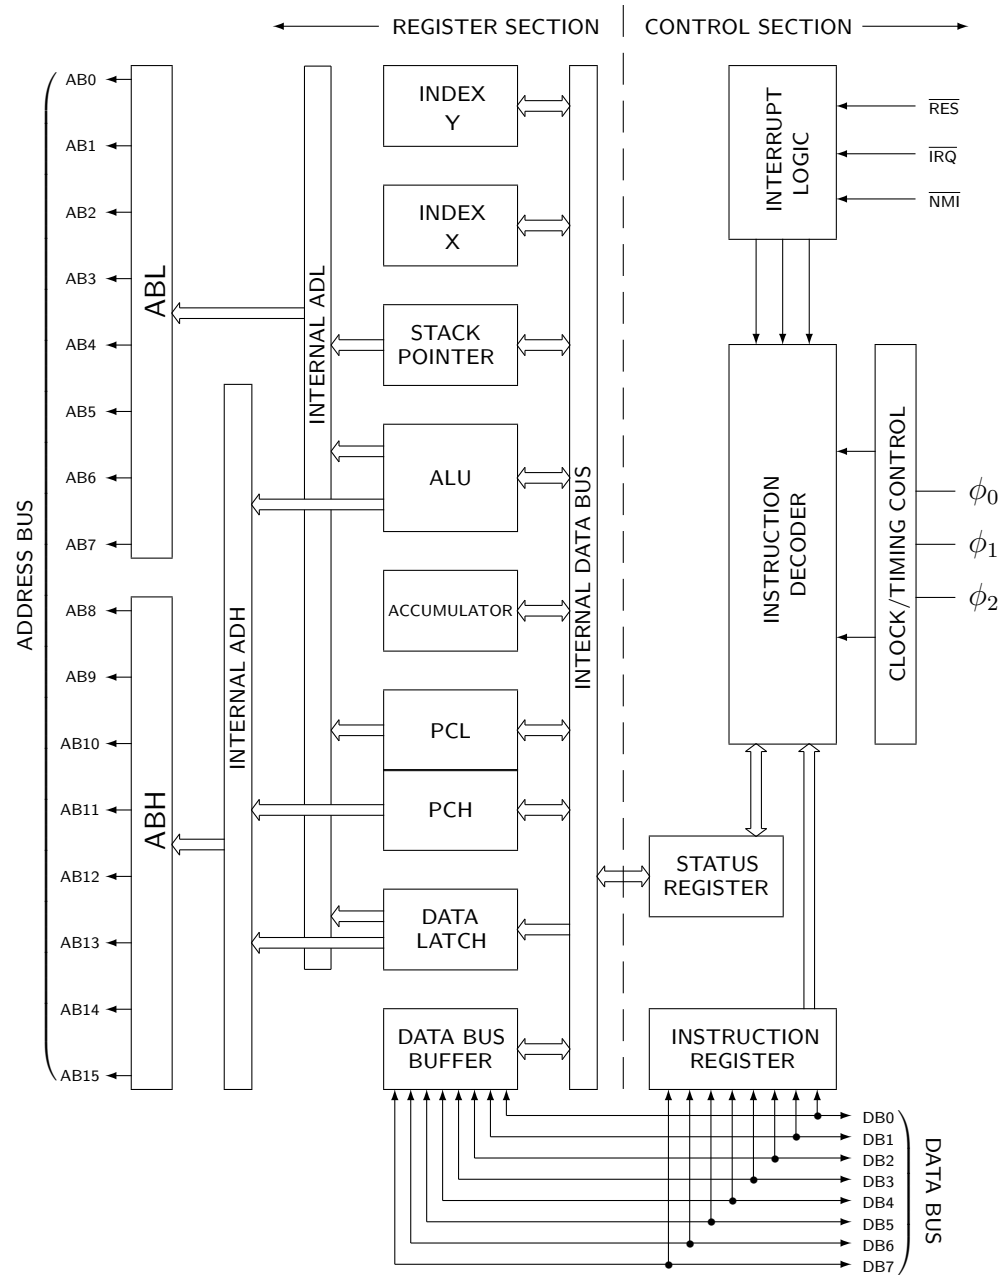 REGISTER SECTION
CONTROL SECTION
ADDRESS BUS
AB0
AB1
AB2
AB3
AB4
AB5
AB6
AB7
AB8
AB9
AB10
AB11
AB12
AB13
AB14
AB15
ABL
ABH
INTERNAL ADH
INTERNAL ADL
INDEX
Y
INDEX
X
STACK
POINTER
ALU
ACCUMULATOR
PCL
PCH
DATA
LATCH
DATA BUS
BUFFER
INTERNAL DATA BUS
INTERRUPT
LOGIC
R̅E̅S̅
I̅R̅Q̅
N̅M̅I̅
INSTRUCTION
DECODER
CLOCK/TIMING CONTROL
ϕ₀
ϕ₁
ϕ₂
STATUS
REGISTER
INSTRUCTION
REGISTER
DB0
DB1
DB2
DB3
DB4
DB5
DB6
DB7
DATA BUS